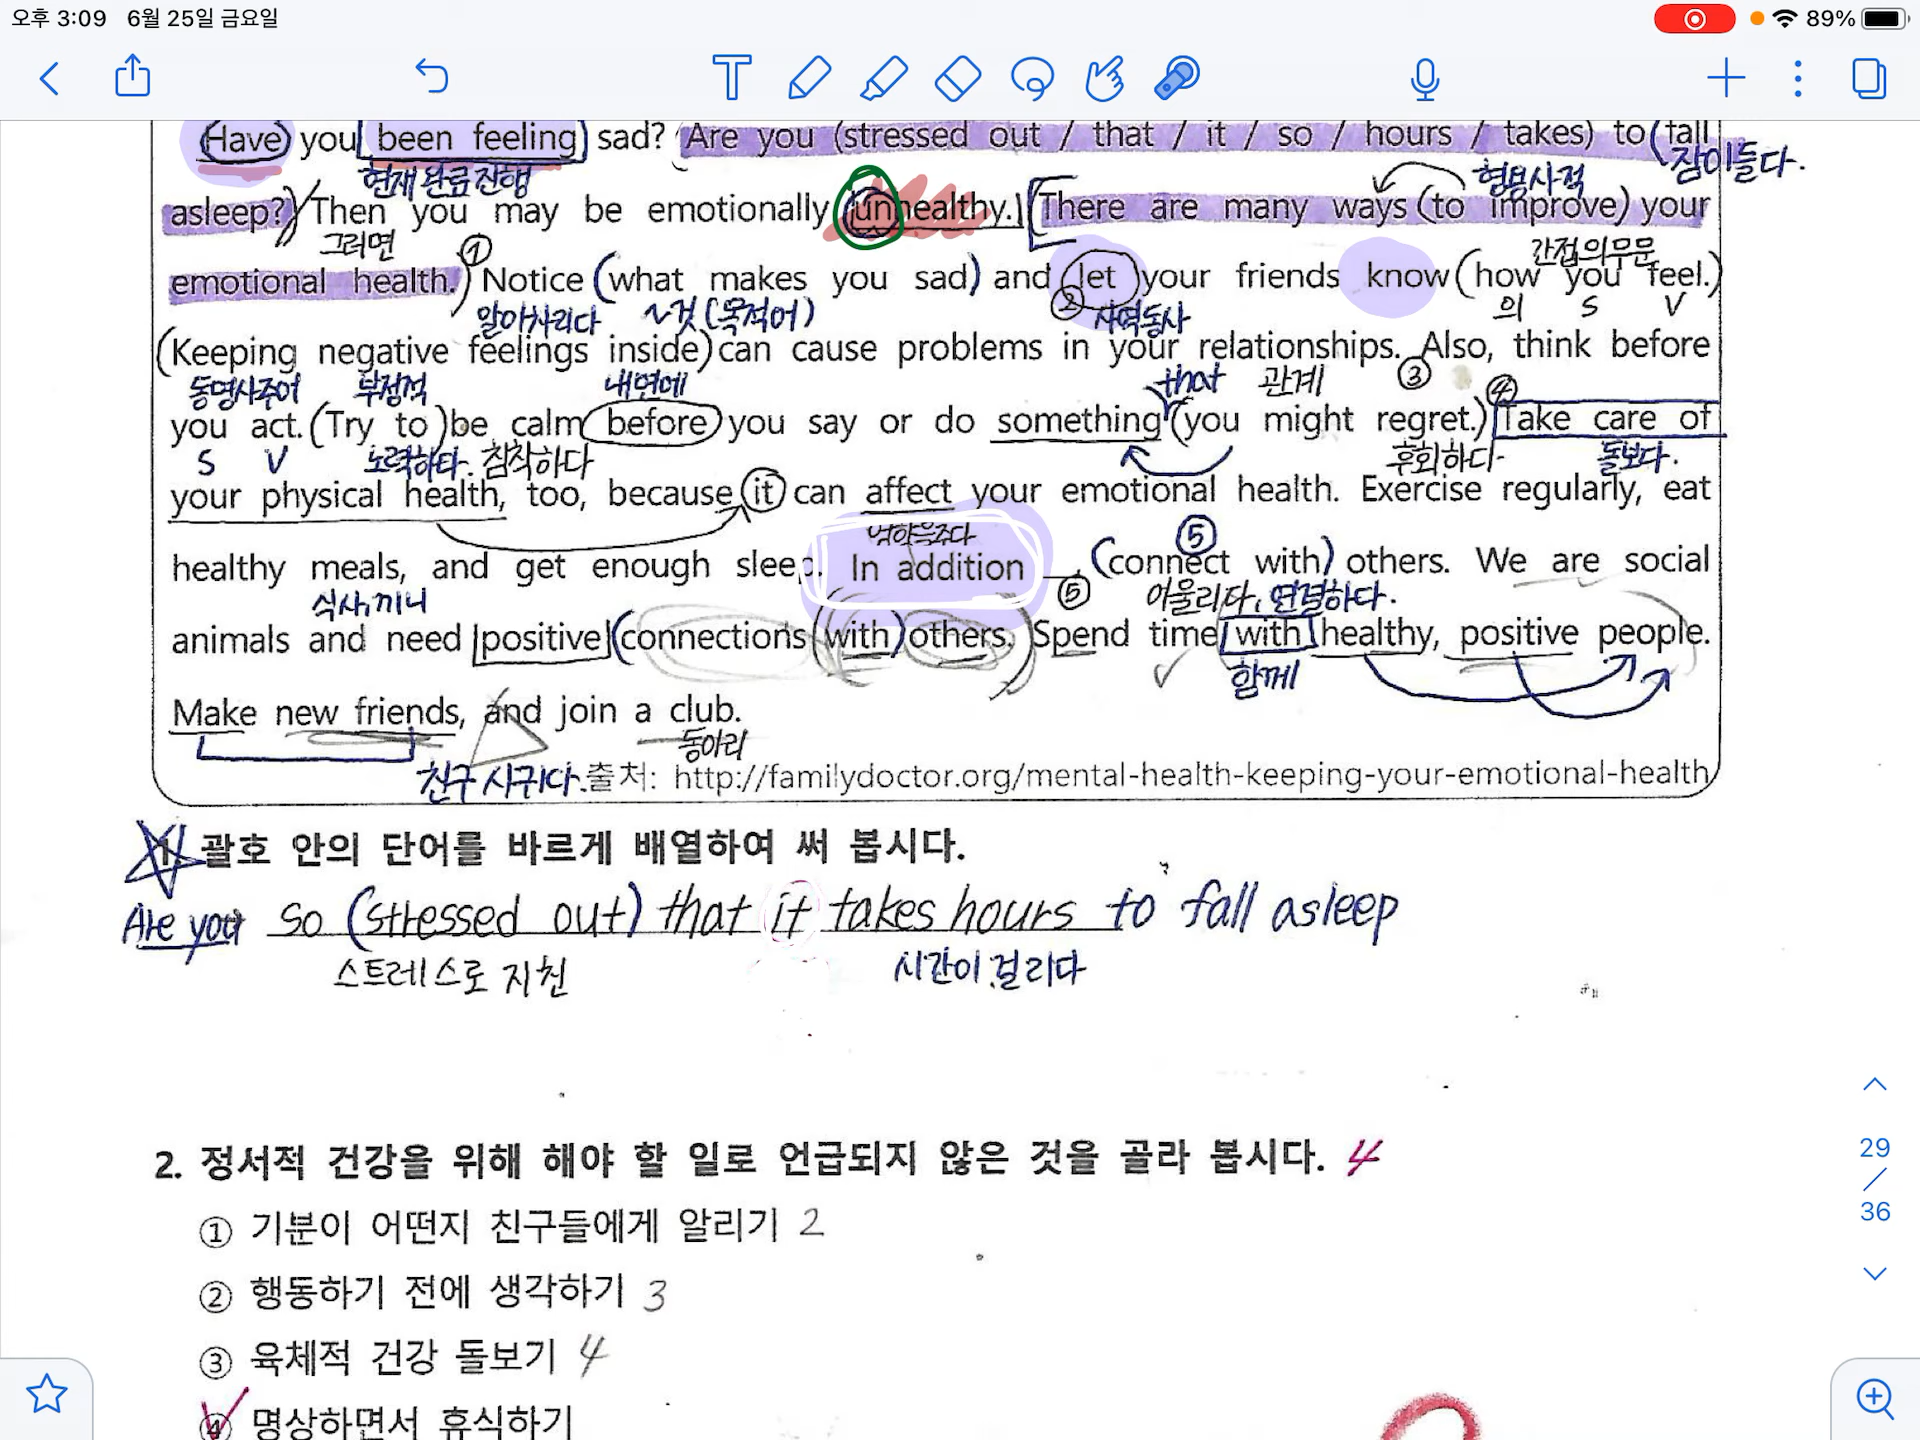 오후 3:09 6월 25일 금요일 89%
Have you been feeling sad? Are you (stressed out / that / it / so / hours / takes) to fall
현재완료진행 형용사적 잠이들다.
asleep?) Then you may be emotionally unhealthy. There are many ways (to improve) your
그러면 ① 간접의문문
emotional health. Notice (what makes you sad) and let your friends know (how you feel.)
알아차리다 ~것 (목적어) ② 사역동사 의 S V
(Keeping negative feelings inside) can cause problems in your relationships. Also, think before
동명사주어 부정적 내면에 that 관계 ③ ④
you act. (Try to) be calm before you say or do something (you might regret.) Take care of
S V 노력하다. 침착하다 후회하다- 돌보다.
your physical health, too, because it can affect your emotional health. Exercise regularly, eat
영향을주다 ⑤
healthy meals, and get enough sleep. In addition (connect with) others. We are social
식사, 끼니 ⑤ 어울리다, 연결하다.
animals and need positive (connections with) others. Spend time with healthy, positive people.
함께
Make new friends, and join a club.
동아리
친구 사귀다. 출처: http://familydoctor.org/mental-health-keeping-your-emotional-health
1. 괄호 안의 단어를 바르게 배열하여 써 봅시다.
Are you so (stressed out) that it takes hours to fall asleep
스트레스로 지친 시간이 걸리다
2. 정서적 건강을 위해 해야 할 일로 언급되지 않은 것을 골라 봅시다. 4
① 기분이 어떤지 친구들에게 알리기 2
② 행동하기 전에 생각하기 3
③ 육체적 건강 돌보기 4
④ 명상하면서 휴식하기
29
/
36